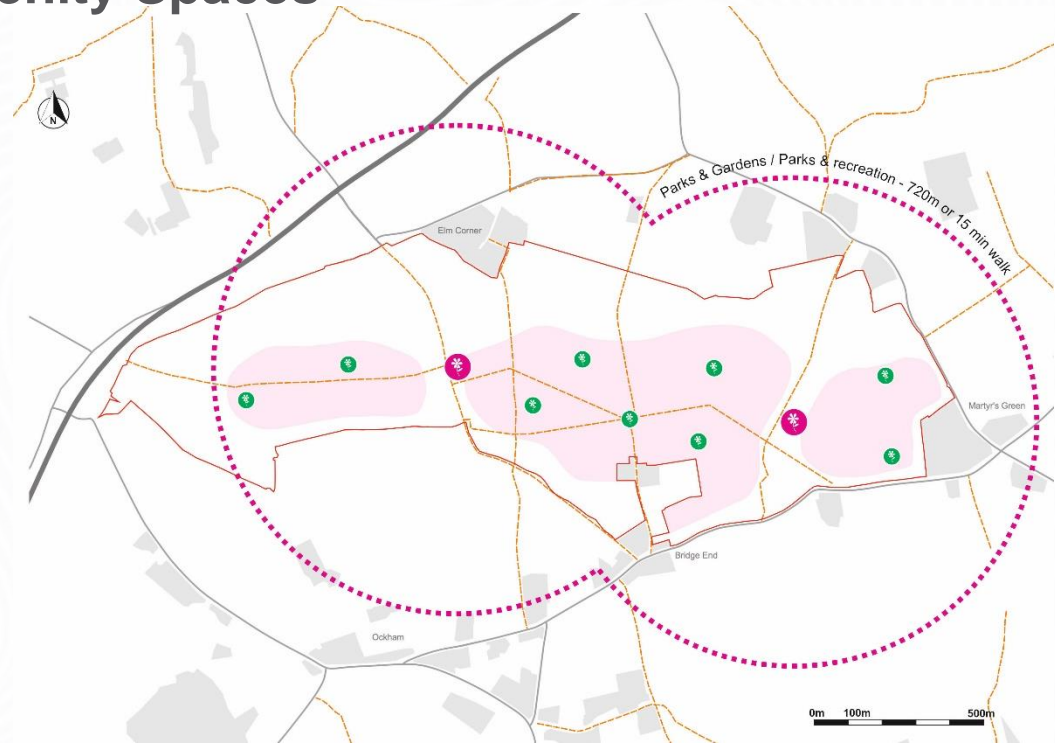 Spaces
N
Parks & Gardens / Parks & recreation - 720m or 15 min walk
Elm Corner
Martyr's Green
Bridge End
Ockham
0m 100m 500m